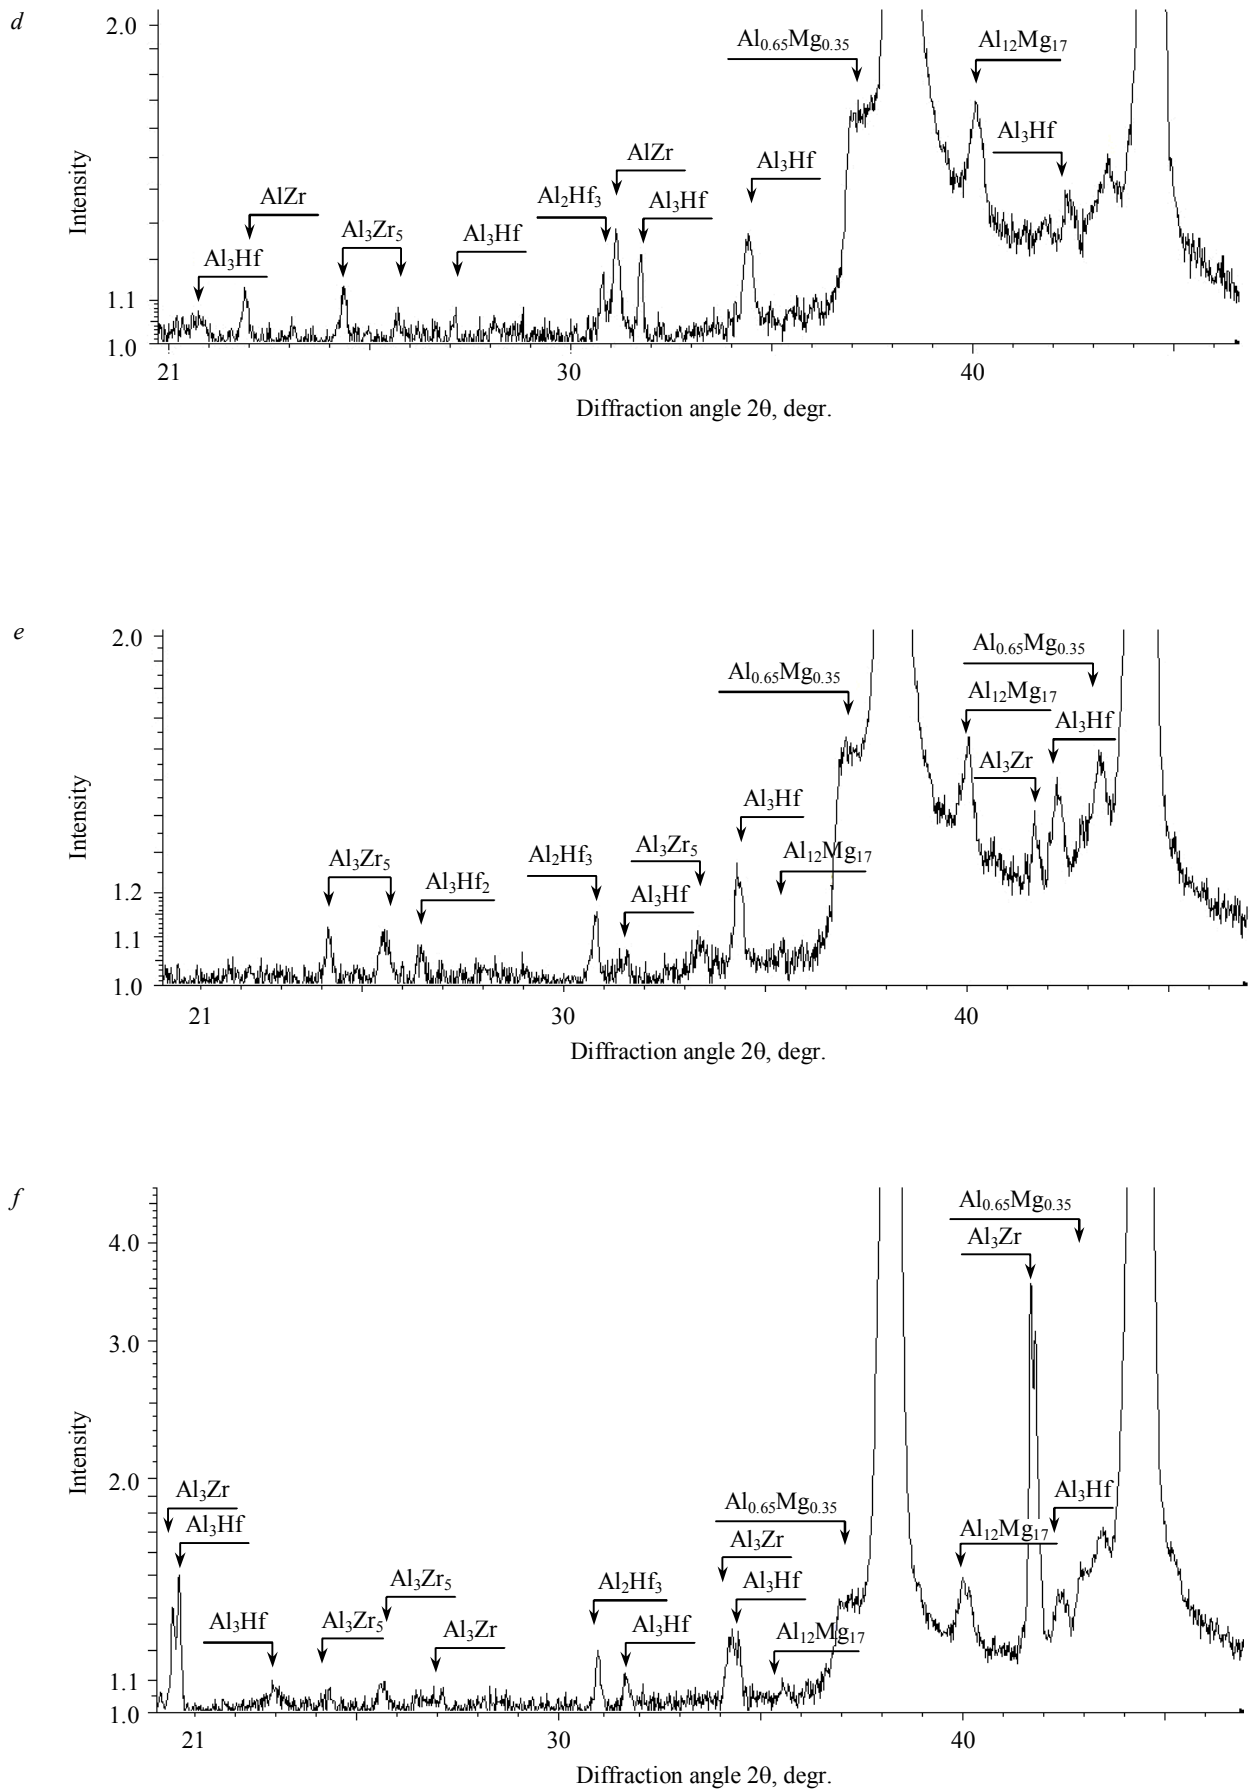 d
2.0
Al₀.₆₅Mg₀.₃₅
Al₁₂Mg₁₇
Al₃Hf
AlZr
Al₃Hf
Al₂Hf₃
Al₃Hf
AlZr
Al₃Zr₅
Al₃Hf
Al₃Hf
Intensity
1.1
1.0
21 30 40
Diffraction angle 2θ, degr.
e
2.0
Al₀.₆₅Mg₀.₃₅
Al₀.₆₅Mg₀.₃₅
Al₁₂Mg₁₇
Al₃Hf
Al₃Zr
Al₃Hf
Al₃Zr₅
Al₁₂Mg₁₇
Al₂Hf₃
Al₃Zr₅
Al₃Hf₂
Al₃Hf
Intensity
1.2
1.1
1.0
21 30 40
Diffraction angle 2θ, degr.
f
Al₀.₆₅Mg₀.₃₅
4.0
Al₃Zr
3.0
Intensity
2.0
Al₃Zr
Al₃Hf
Al₀.₆₅Mg₀.₃₅
Al₃Hf
Al₁₂Mg₁₇
Al₃Zr
Al₃Zr₅
Al₂Hf₃
Al₃Hf
Al₃Hf
Al₃Zr₅
Al₃Zr
Al₃Hf
Al₁₂Mg₁₇
1.1
1.0
21 30 40
Diffraction angle 2θ, degr.